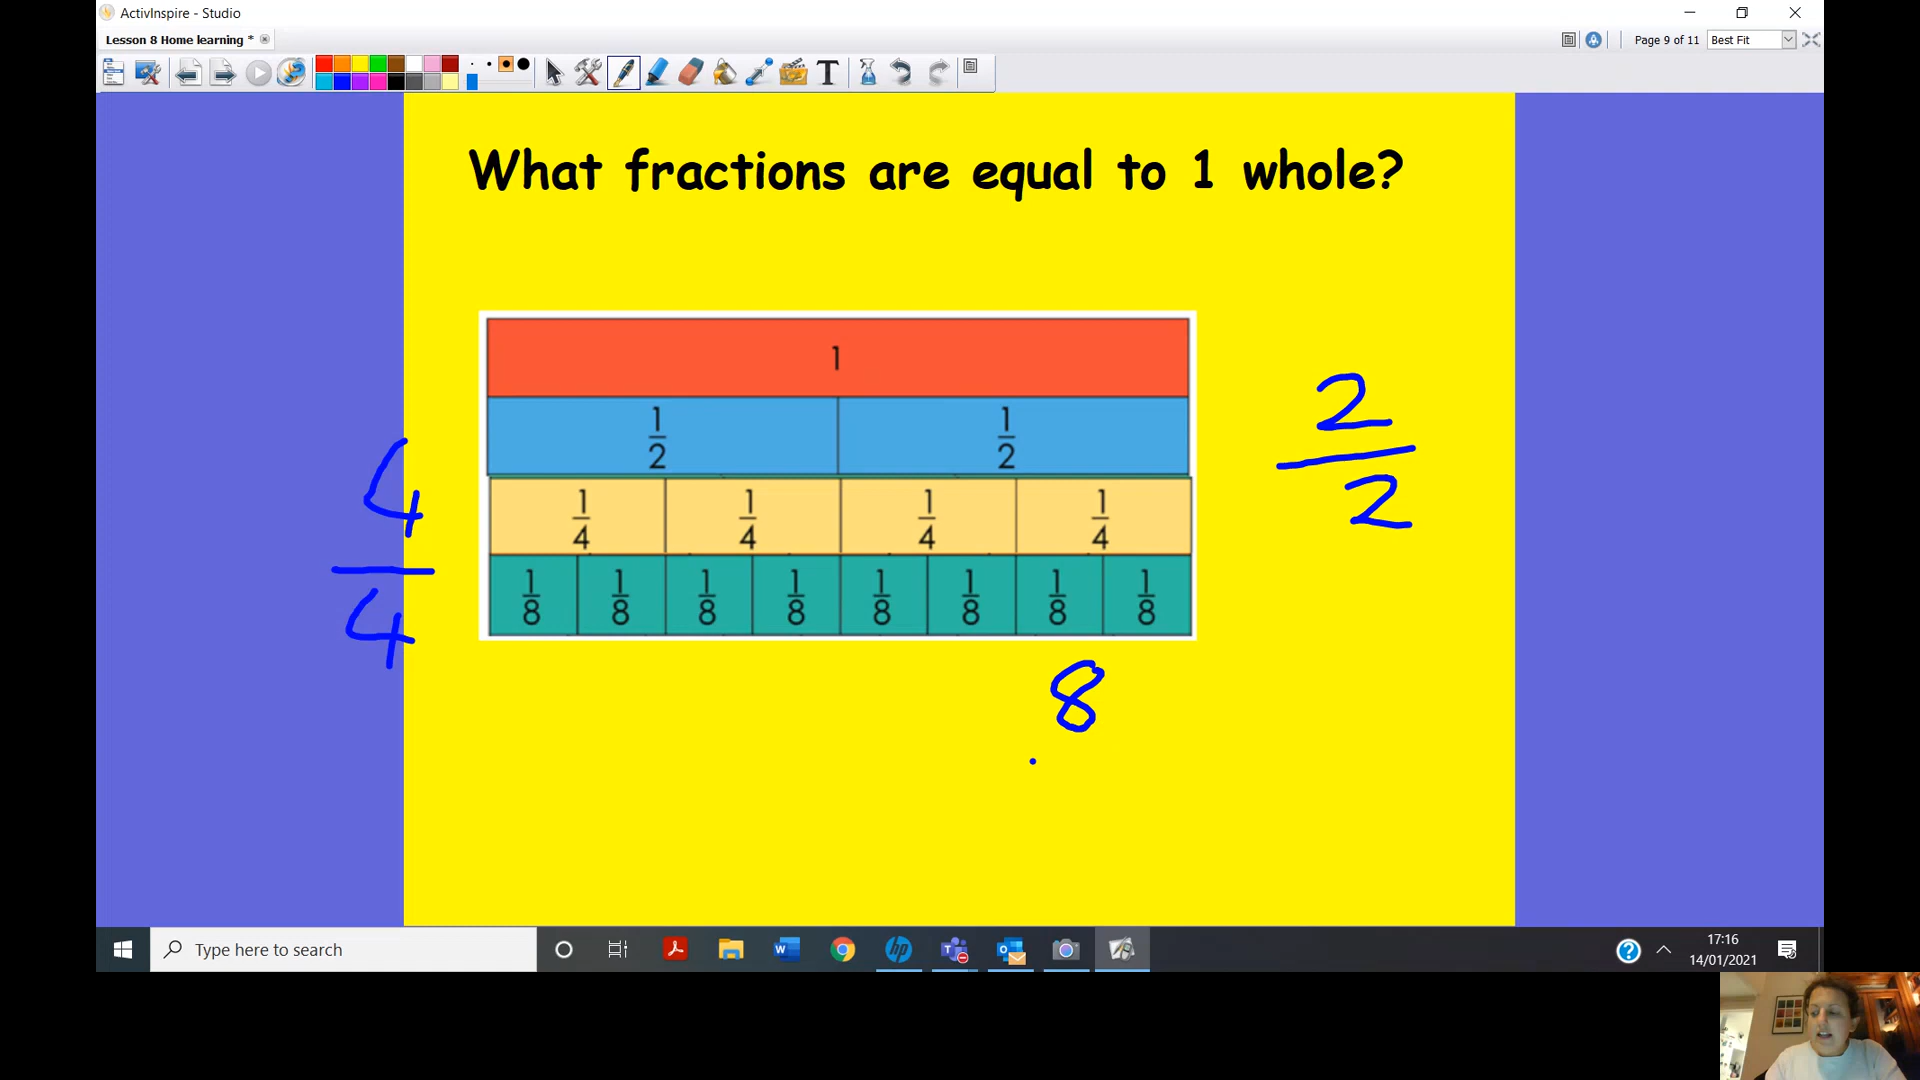 ActivInspire - Studio
Lesson 8 Home learning *
Page 9 of 11
Best Fit
T
What fractions are equal to 1 whole?
1
1/2 1/2
1/4 1/4 1/4 1/4
1/8 1/8 1/8 1/8 1/8 1/8 1/8 1/8
2/2
4/4
8
Type here to search
17:16
14/01/2021